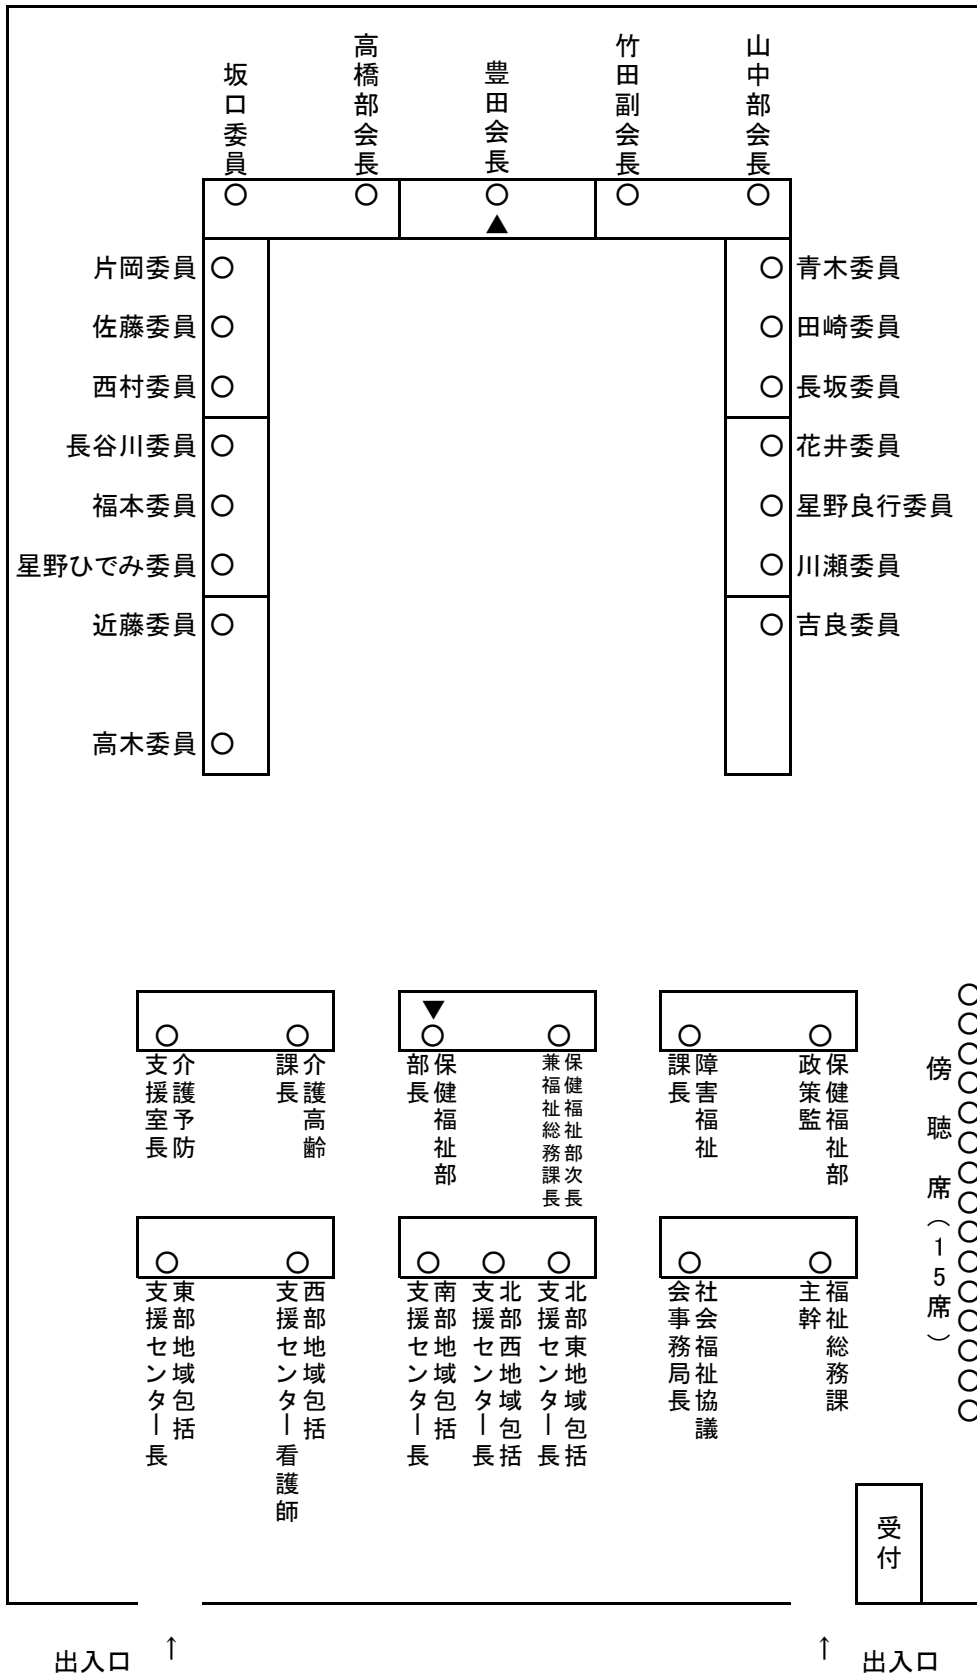 坂口委員
高橋部会長
豊田会長
竹田副会長
山中部会長
▲
片岡委員
青木委員
佐藤委員
田崎委員
西村委員
長坂委員
長谷川委員
花井委員
福本委員
星野良行委員
星野ひでみ委員
川瀬委員
近藤委員
吉良委員
高木委員
▼
介護予防
支援室長
介護高齢
課長
保健福祉部
部長
保健福祉部次長
兼福祉総務課長
障害福祉
課長
保健福祉部
政策監
傍聴席(15席)
東部地域包括
支援センター長
西部地域包括
支援センター看護師
南部地域包括
支援センター長
北部西地域包括
支援センター長
北部東地域包括
支援センター長
社会福祉協議
会事務局長
福祉総務課
主幹
受付
出入口 ↑
↑ 出入口